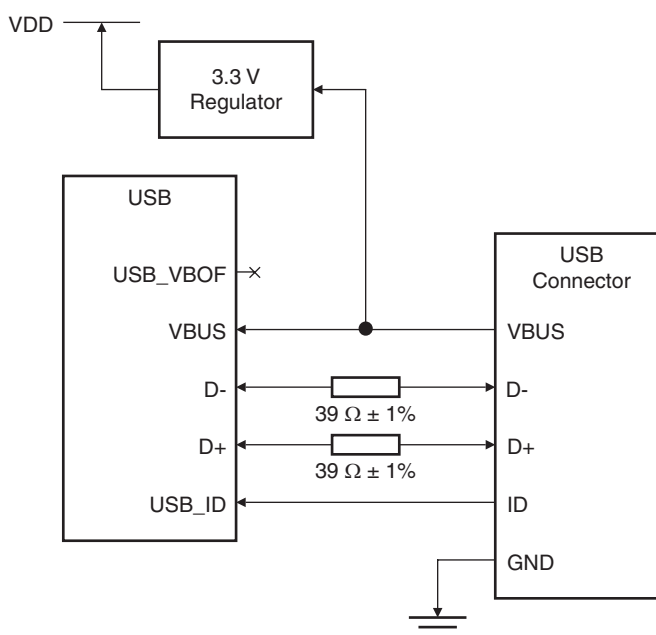 VDD
3.3 V
Regulator
USB
USB_VBOF
VBUS
D-
D+
USB_ID
39 Ω ± 1%
39 Ω ± 1%
USB
Connector
VBUS
D-
D+
ID
GND